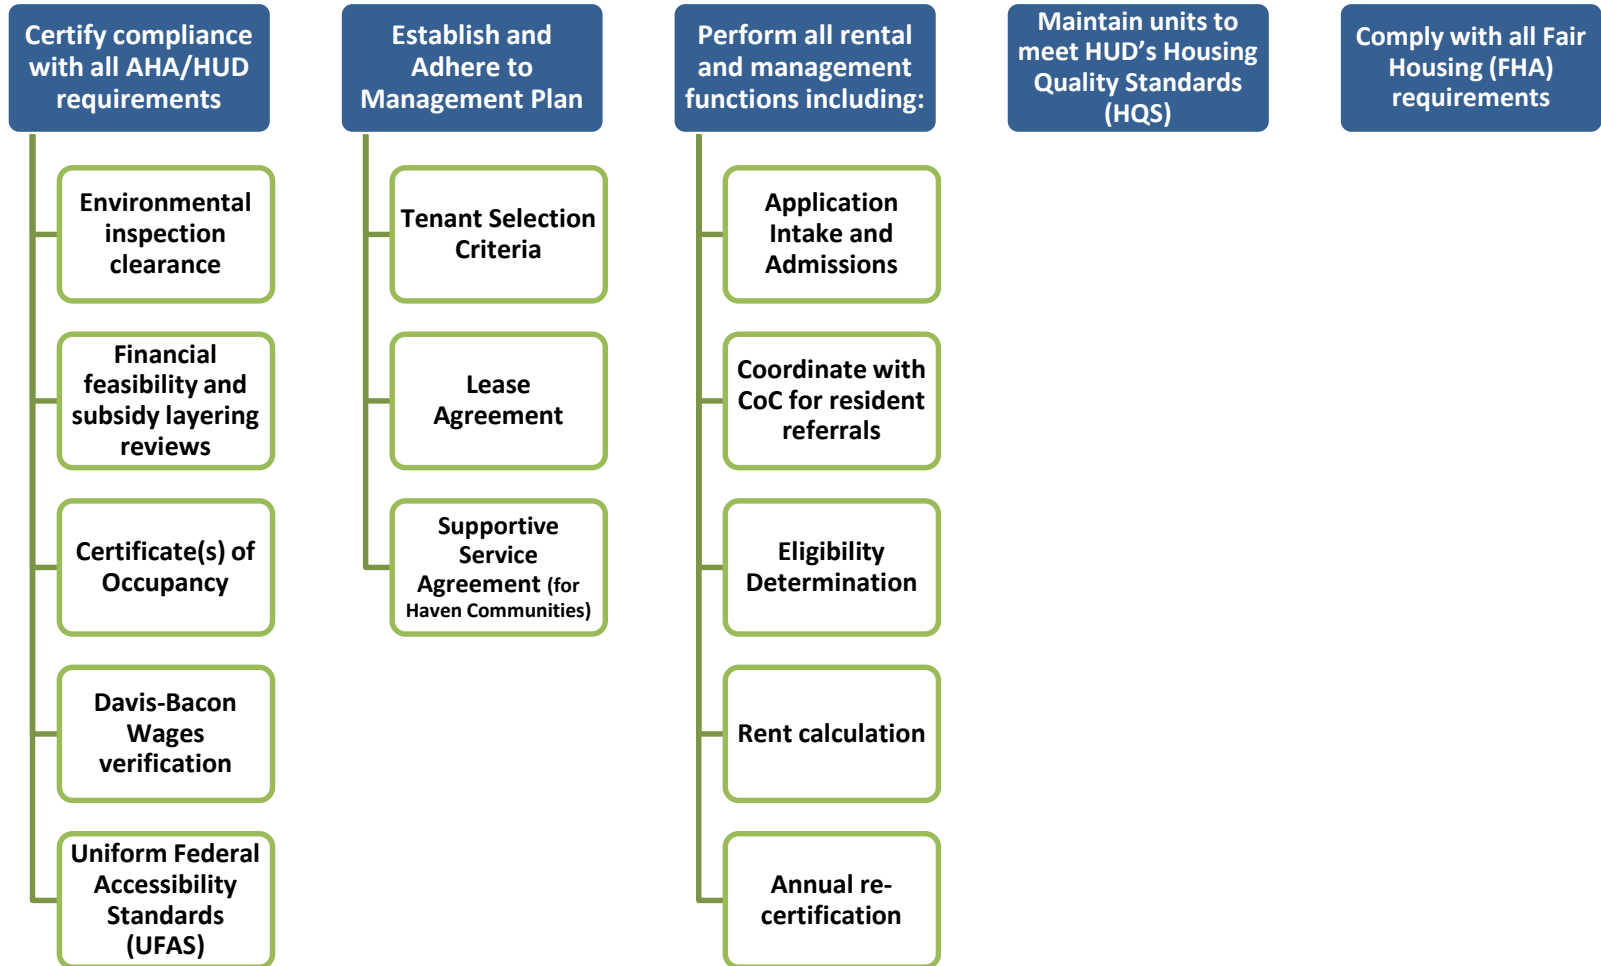 Certify compliance
with all AHA/HUD
requirements
Environmental
inspection
clearance
Financial
feasibility and
subsidy layering
reviews
Certificate(s) of
Occupancy
Davis-Bacon
Wages
verification
Uniform Federal
Accessibility
Standards
(UFAS)
Establish and
Adhere to
Management Plan
Tenant Selection
Criteria
Lease
Agreement
Supportive
Service
Agreement (for
Haven Communities)
Perform all rental
and management
functions including:
Application
Intake and
Admissions
Coordinate with
CoC for resident
referrals
Eligibility
Determination
Rent calculation
Annual re-
certification
Maintain units to
meet HUD’s Housing
Quality Standards
(HQS)
Comply with all Fair
Housing (FHA)
requirements